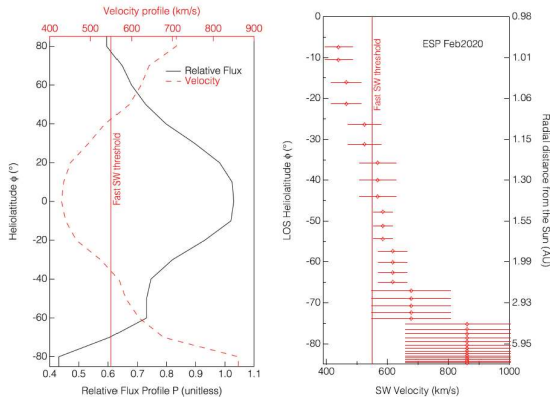 Velocity profile (km/s)
400 500 600 700 800 900
80
60
40
20
0
-20
-40
-60
-80
Heliolatitude ϕ (°)
Relative Flux
Velocity
Fast SW threshold
0.4 0.5 0.6 0.7 0.8 0.9 1.0 1.1
Relative Flux Profile P (unitless)
0
-10
-20
-30
-40
-50
-60
-70
-80
LOS Heliolatitude ϕ (°)
ESP Feb2020
Fast SW threshold
0.98
1.01
1.06
1.15
1.30
1.55
1.99
2.93
5.95
Radial distance from the Sun (AU)
400 600 800 1000
SW Velocity (km/s)